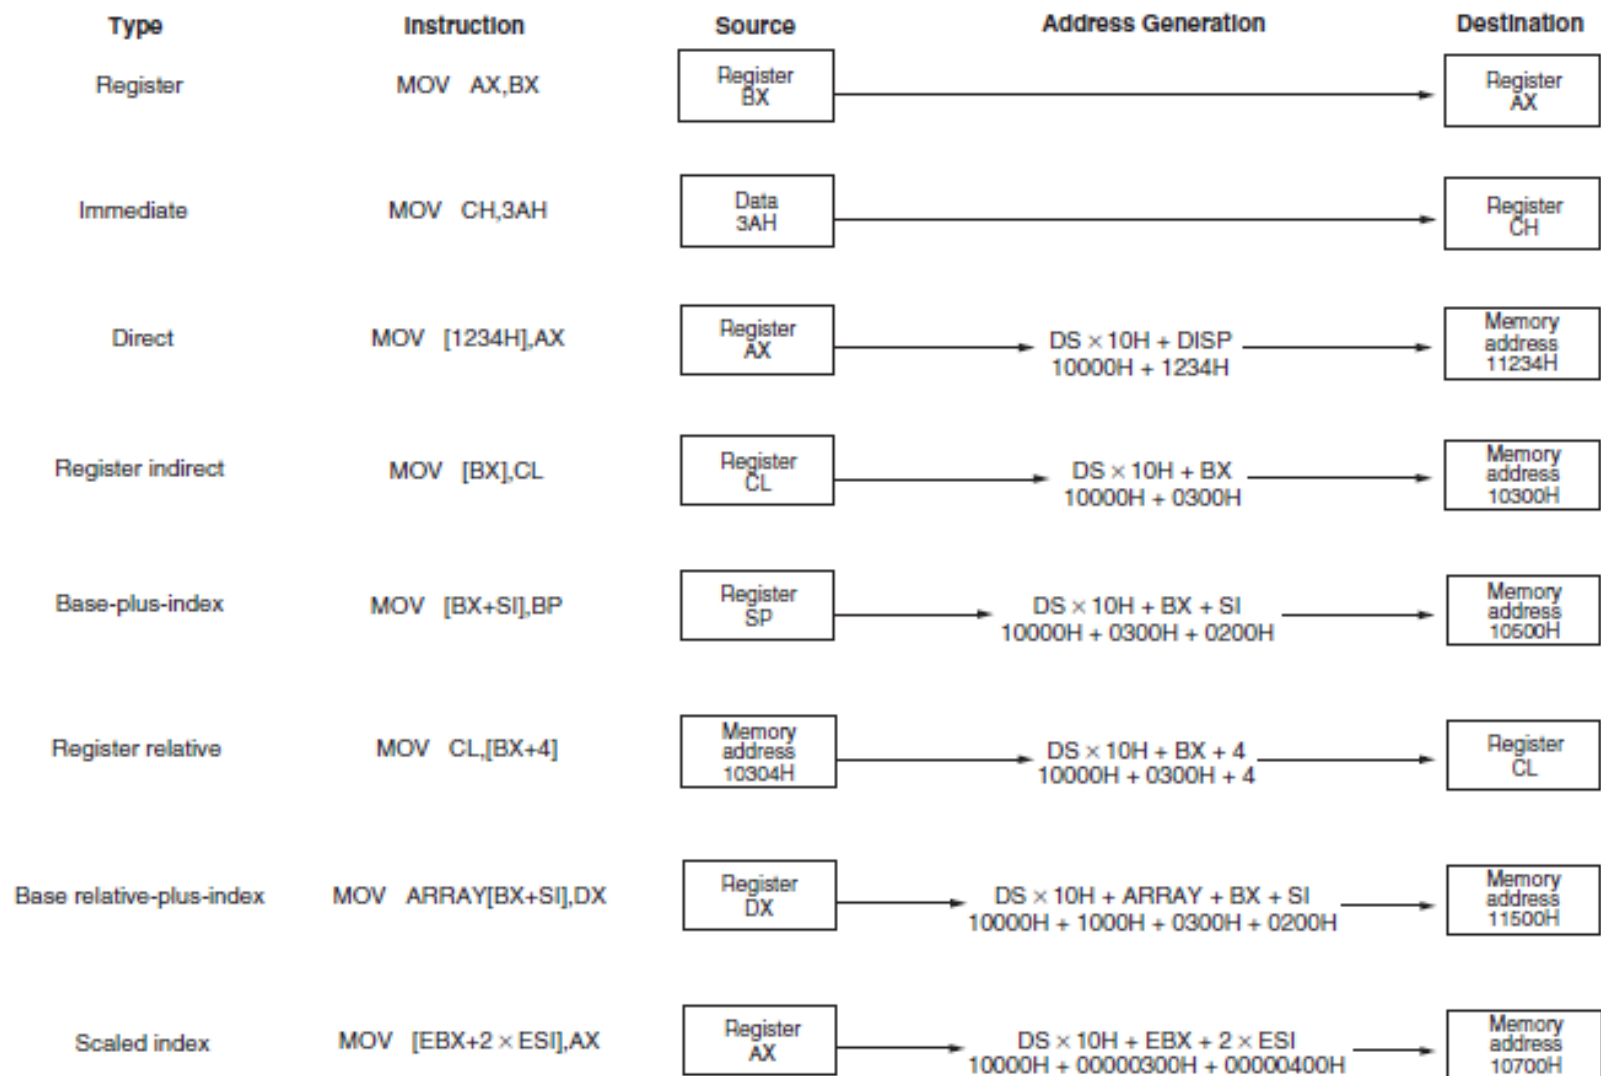 Type Instruction Source Address Generation Destination
Register MOV AX,BX Register BX Register AX
Immediate MOV CH,3AH Data 3AH Register CH
Direct MOV [1234H],AX Register AX DS × 10H + DISP 10000H + 1234H Memory address 11234H
Register indirect MOV [BX],CL Register CL DS × 10H + BX 10000H + 0300H Memory address 10300H
Base-plus-index MOV [BX+SI],BP Register SP DS × 10H + BX + SI 10000H + 0300H + 0200H Memory address 10500H
Register relative MOV CL,[BX+4] Memory address 10304H DS × 10H + BX + 4 10000H + 0300H + 4 Register CL
Base relative-plus-index MOV ARRAY[BX+SI],DX Register DX DS × 10H + ARRAY + BX + SI 10000H + 1000H + 0300H + 0200H Memory address 11500H
Scaled index MOV [EBX+2 × ESI],AX Register AX DS × 10H + EBX + 2 × ESI 10000H + 00000300H + 00000400H Memory address 10700H